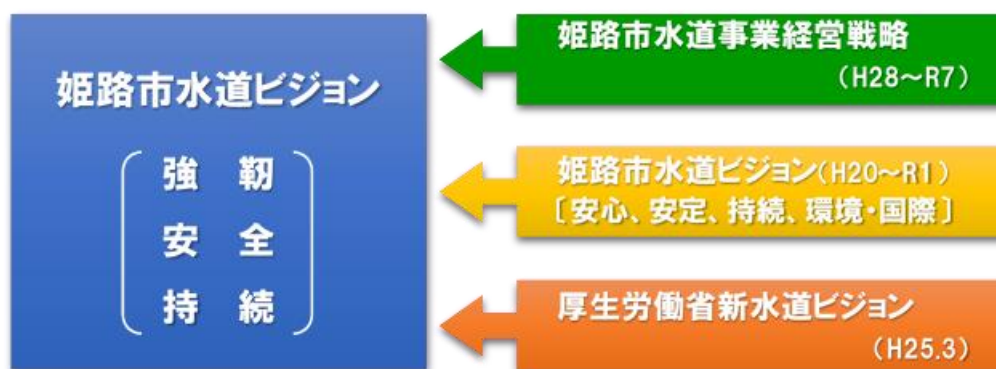 姫路市水道ビジョン
強 靭
安 全
持 続
姫路市水道事業経営戦略
（H28～R7）
姫路市水道ビジョン（H20～R1）
［安心、安定、持続、環境・国際］
厚生労働省新水道ビジョン
（H25.3）